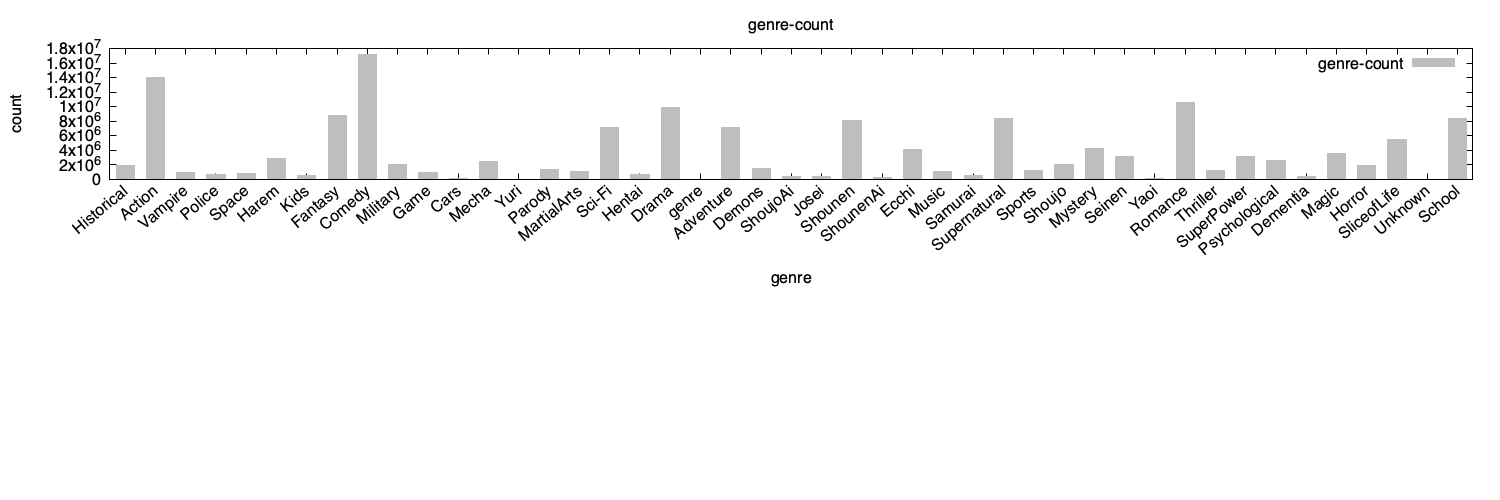 genre-count
1.8x10^7
1.6x10^7
1.4x10^7
1.2x10^7
1x10^7
8x10^6
6x10^6
4x10^6
2x10^6
0
count
genre-count
Historical
Action
Vampire
Police
Space
Harem
Kids
Fantasy
Comedy
Military
Game
Cars
Mecha
Yuri
Parody
MartialArts
Sci-Fi
Hentai
Drama
genre
Adventure
Demons
ShoujoAi
Josei
Shounen
ShounenAi
Ecchi
Music
Samurai
Supernatural
Sports
Shoujo
Mystery
Seinen
Yaoi
Romance
Thriller
SuperPower
Psychological
Dementia
Magic
Horror
SliceofLife
Unknown
School
genre